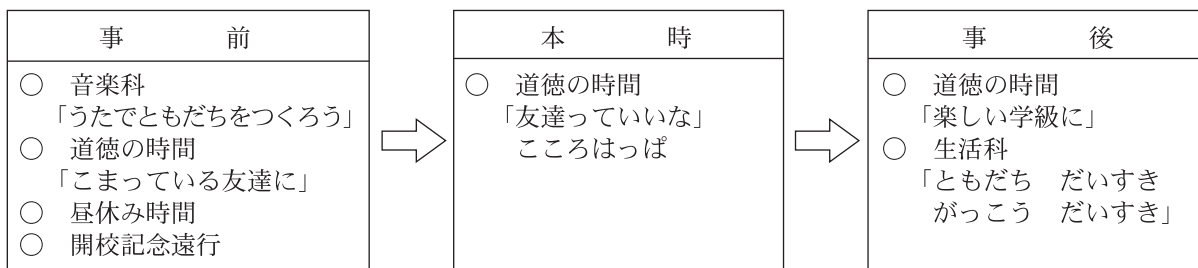 事　前
○　音楽科
「うたでともだちをつくろう」
○　道徳の時間
「こまっている友達に」
○　昼休み時間
○　開校記念遠行
本　時
○　道徳の時間
「友達っていいな」
こころはっぱ
事　後
○　道徳の時間
「楽しい学級に」
○　生活科
「ともだち　だいすき
がっこう　だいすき」